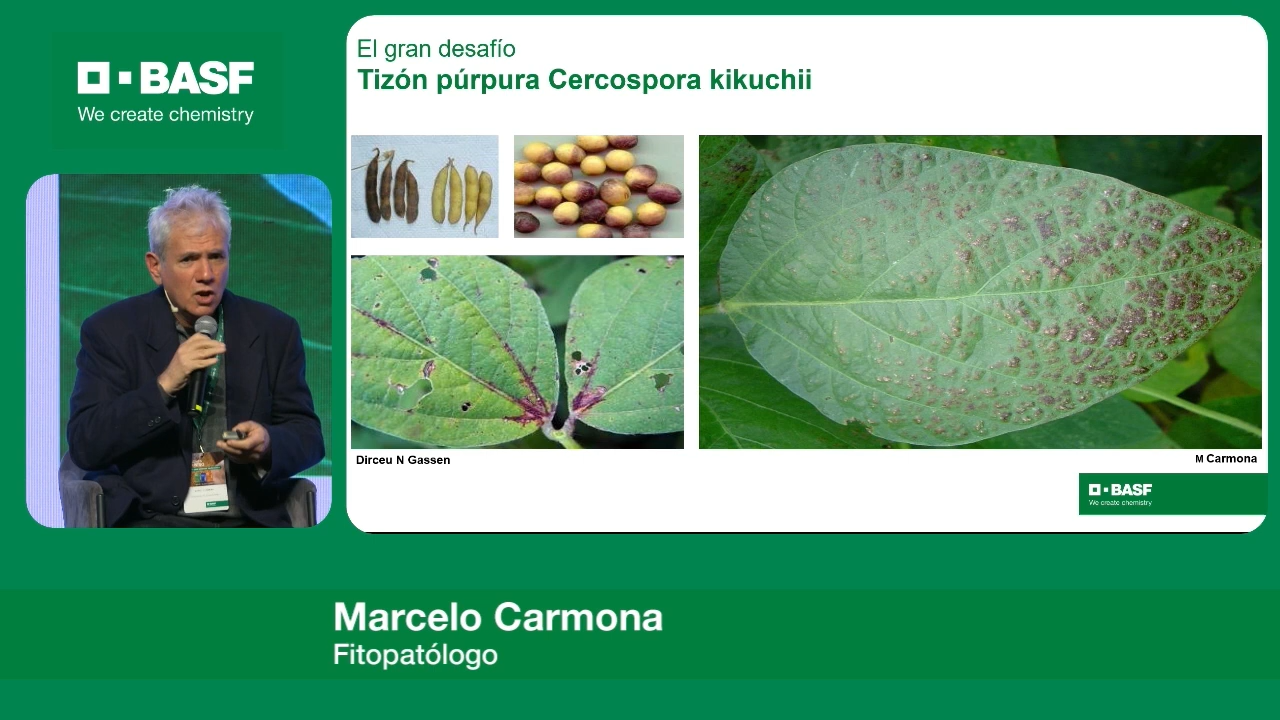 BASF
We create chemistry
El gran desafío
Tizón púrpura Cercospora kikuchii
Dirceu N Gassen
M Carmona
BASF
We create chemistry
Marcelo Carmona
Fitopatólogo